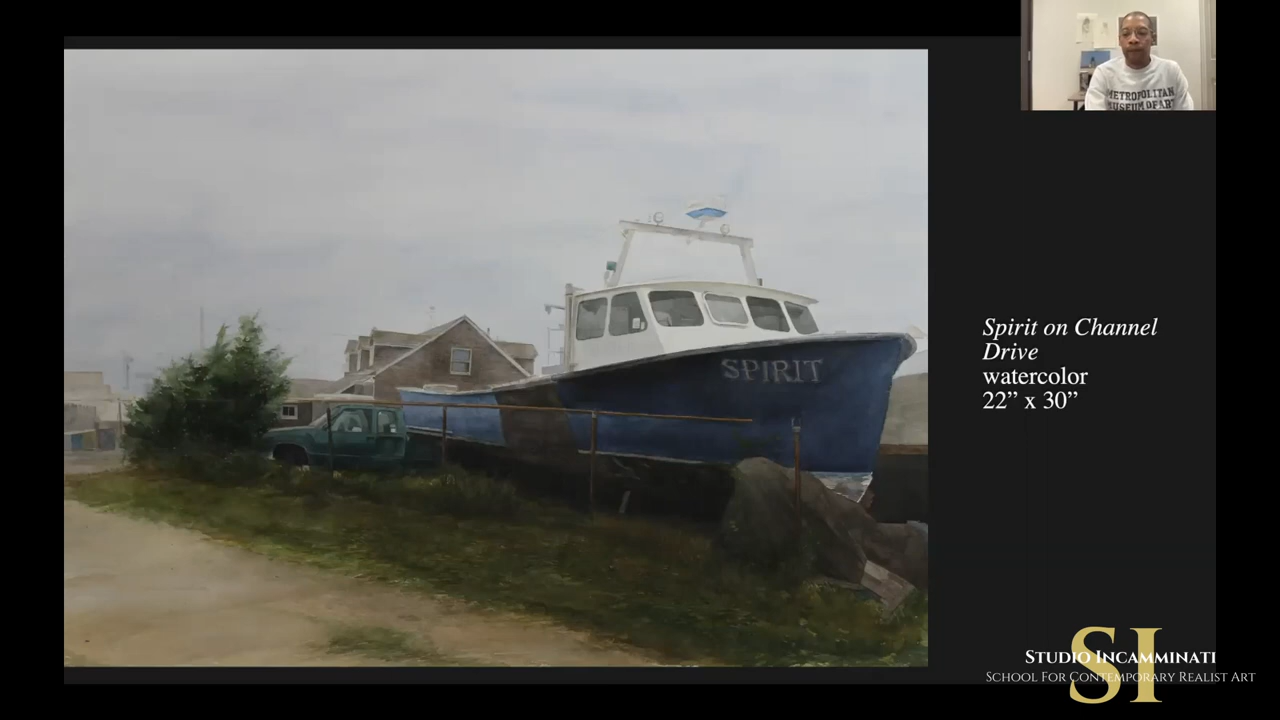 METROPOLITAN
MUSEUM OF ART
SPIRIT
Spirit on Channel
Drive
watercolor
22” x 30”
SI
STUDIO INCAMMINATI
SCHOOL FOR CONTEMPORARY REALIST ART